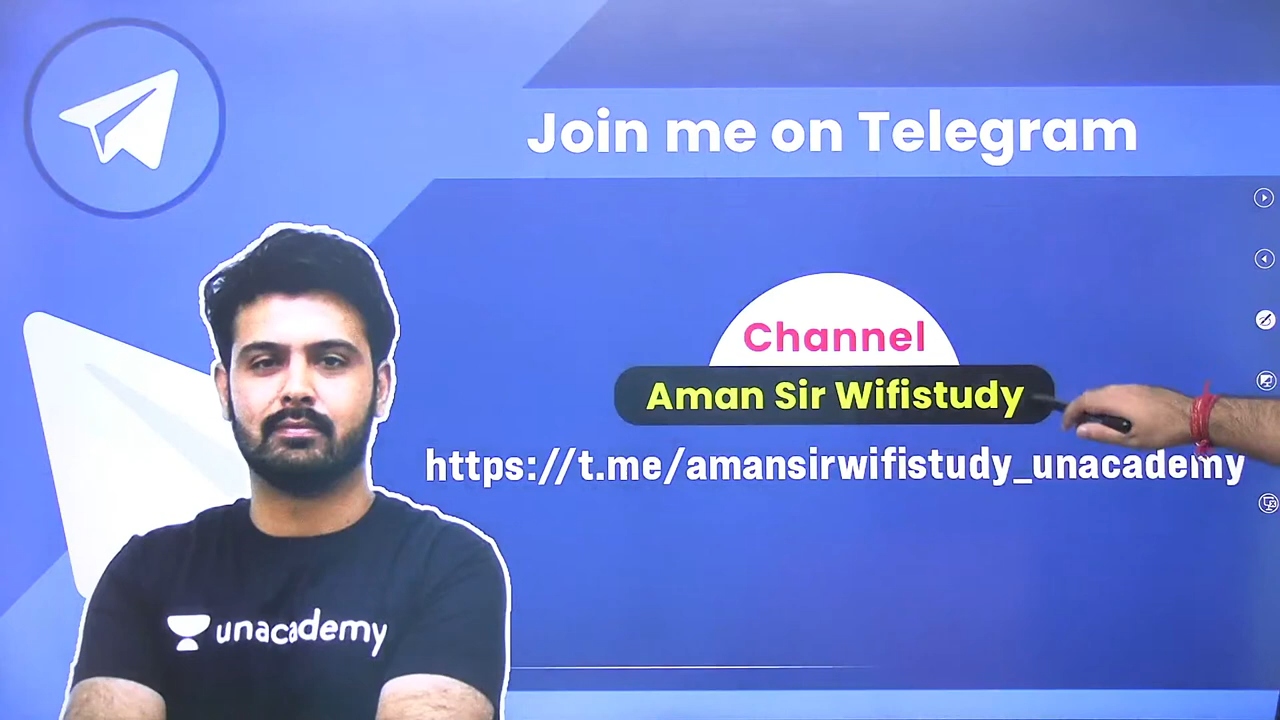 Join me on Telegram
Channel
Aman Sir Wifistudy
https://t.me/amansirwifistudy_unacademy
unacademy